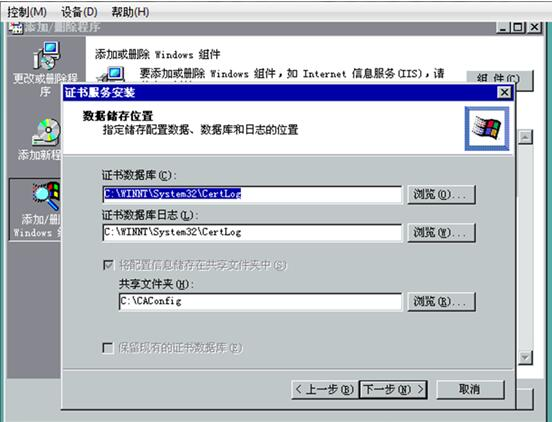 控制(M) 设备(D) 帮助(H)
添加/删除程序
添加或删除 Windows 组件
更改或删除程序
要添加或删除 Windows 组件，如 Internet 信息服务(IIS)，请
组件(C)
证书服务安装
数据储存位置
指定储存配置数据、数据库和日志的位置
添加新程
添加/删
Windows
证书数据库(C):
C:\WINNT\System32\CertLog
浏览(O)...
证书数据库日志(L):
C:\WINNT\System32\CertLog
浏览(W)...
将配置信息储存在共享文件夹中(S)
共享文件夹(H):
C:\CAConfig
浏览(R)...
保留现有的证书数据库(E)
< 上一步(B) 下一步(N) > 取消